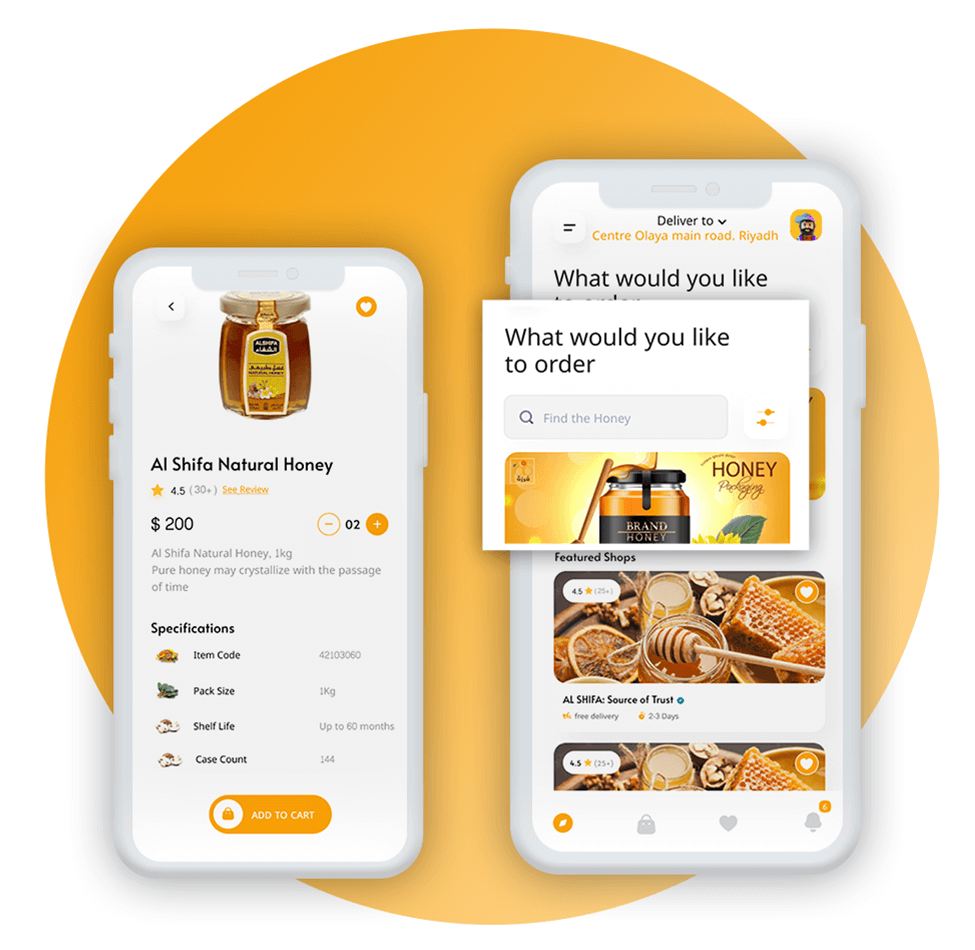 ALSHIFA
الشفاء
عسل طبيعي
NATURAL HONEY
Al Shifa Natural Honey
4.5 (30+) See Review
$ 200
02
Al Shifa Natural Honey, 1kg
Pure honey may crystallize with the passage
of time
Specifications
Item Code 42103060
Pack Size 1Kg
Shelf Life Up to 60 months
Case Count 144
ADD TO CART
Deliver to
Centre Olaya main road. Riyadh
What would you like
to order
What would you like
to order
Find the Honey
HONEY
Packaging
BRAND
HONEY
Featured Shops
4.5 (25+)
AL SHIFA: Source of Trust
free delivery 2-3 Days
4.5 (25+)
6